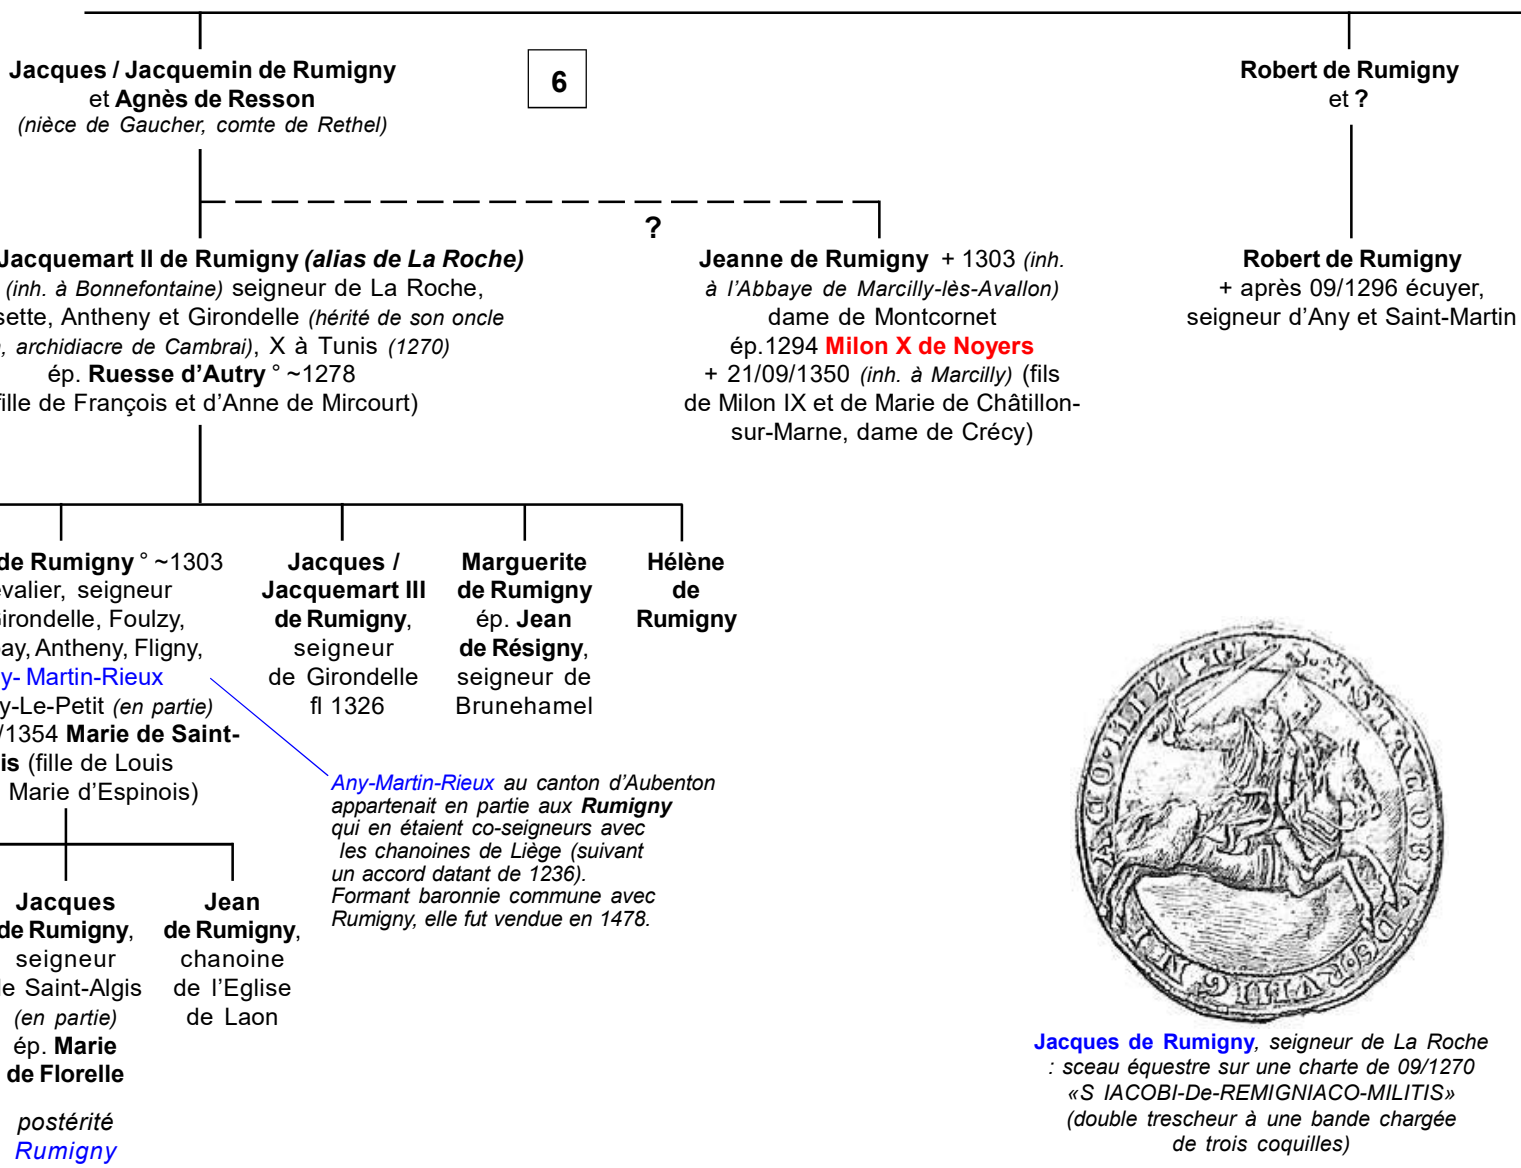 Jacques / Jacquemin de Rumigny
et Agnès de Resson
(nièce de Gaucher, comte de Rethel)
6
Robert de Rumigny
et ?
?
Jacquemart II de Rumigny (alias de La Roche)
(inh. à Bonnefontaine) seigneur de La Roche,
sette, Antheny et Girondelle (hérité de son oncle
, archidiacre de Cambrai), X à Tunis (1270)
ép. Ruesse d'Autry ° ~1278
fille de François et d'Anne de Mircourt)
Jeanne de Rumigny + 1303 (inh.
à l'Abbaye de Marcilly-lès-Avallon)
dame de Montcornet
ép.1294 Milon X de Noyers
+ 21/09/1350 (inh. à Marcilly) (fils
de Milon IX et de Marie de Châtillon-
sur-Marne, dame de Crécy)
Robert de Rumigny
+ après 09/1296 écuyer,
seigneur d'Any et Saint-Martin
de Rumigny ° ~1303
valier, seigneur
Girondelle, Foulzy,
ay, Antheny, Fligny,
y- Martin-Rieux
y-Le-Petit (en partie)
/1354 Marie de Saint-
is (fille de Louis
Marie d'Espinois)
Jacques /
Jacquemart III
de Rumigny,
seigneur
de Girondelle
fl 1326
Marguerite
de Rumigny
ép. Jean
de Résigny,
seigneur de
Brunehamel
Hélène
de
Rumigny
Any-Martin-Rieux au canton d'Aubenton
appartenait en partie aux Rumigny
qui en étaient co-seigneurs avec
les chanoines de Liège (suivant
un accord datant de 1236).
Formant baronnie commune avec
Rumigny, elle fut vendue en 1478.
Jacques
de Rumigny,
seigneur
de Saint-Algis
(en partie)
ép. Marie
de Florelle
postérité
Rumigny
Jean
de Rumigny,
chanoine
de l'Eglise
de Laon
Jacques de Rumigny, seigneur de La Roche
: sceau équestre sur une charte de 09/1270
«S IACOBI-De-REMIGNIACO-MILITIS»
(double trescheur à une bande chargée
de trois coquilles)